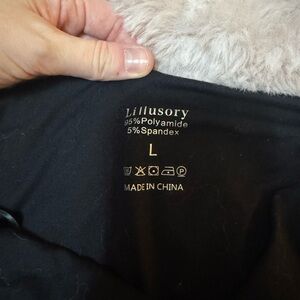 Lillusory
95%Polyamide
5%Spandex
L
MADE IN CHINA